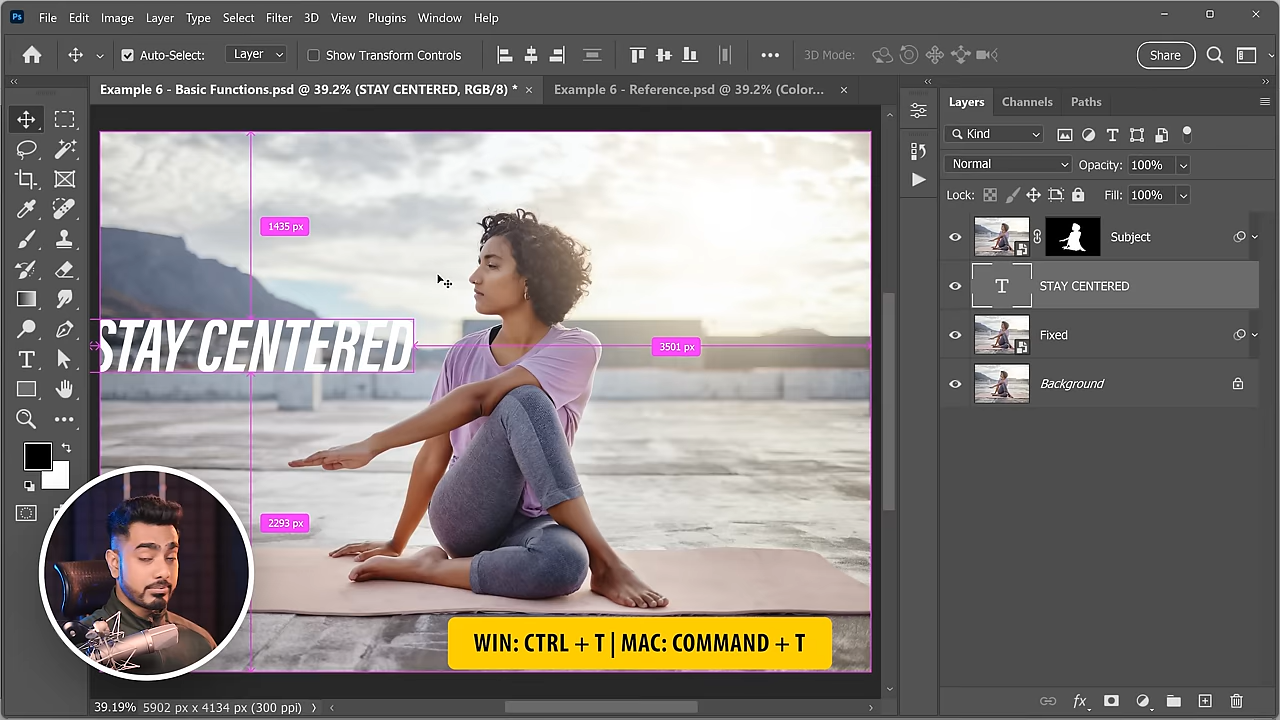 Ps File Edit Image Layer Type Select Filter 3D View Plugins Window Help
Auto-Select: Layer Show Transform Controls 3D Mode: Share
Example 6 - Basic Functions.psd @ 39.2% (STAY CENTERED, RGB/8) * Example 6 - Reference.psd @ 39.2% (Color...
Layers Channels Paths
Kind
Normal Opacity: 100%
Lock: Fill: 100%
1435 px
Subject
STAY CENTERED
STAY CENTERED
3501 px
Fixed
Background
2293 px
WIN: CTRL + T | MAC: COMMAND + T
39.19% 5902 px x 4134 px (300 ppi)